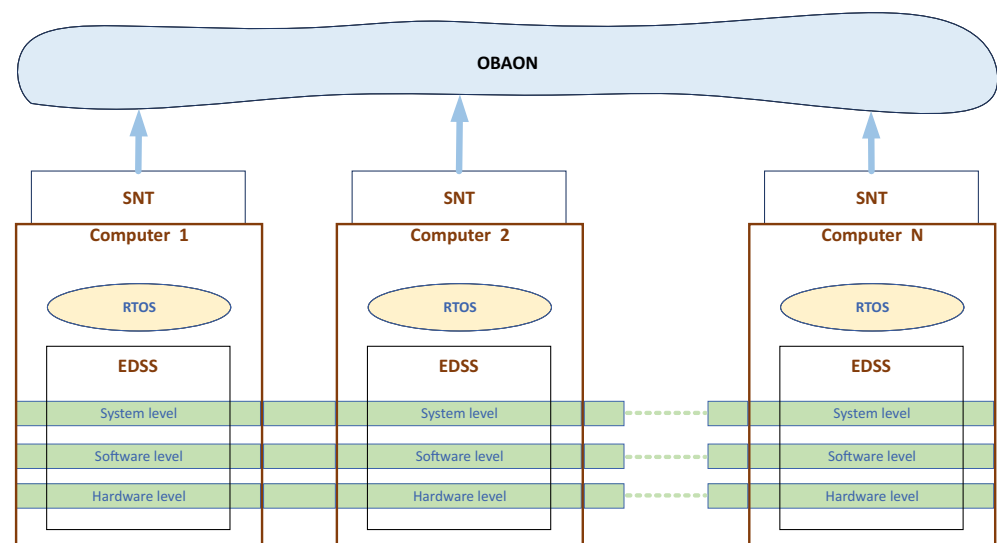 OBAON
SNT SNT SNT
Computer 1 Computer 2 Computer N
RTOS RTOS RTOS
EDSS EDSS EDSS
System level System level System level
Software level Software level Software level
Hardware level Hardware level Hardware level